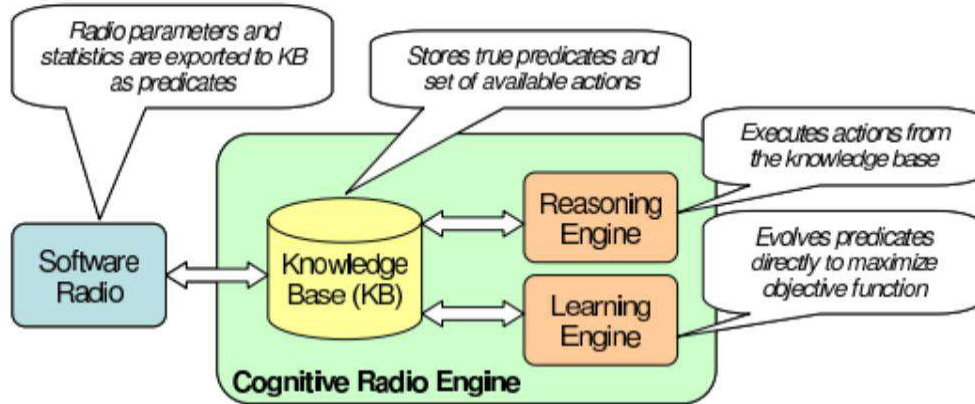 Radio parameters and
statistics are exported to KB
as predicates
Stores true predicates and
set of available actions
Executes actions from
the knowledge base
Reasoning
Engine
Software
Radio
Knowledge
Base (KB)
Evolves predicates
directly to maximize
objective function
Learning
Engine
Cognitive Radio Engine